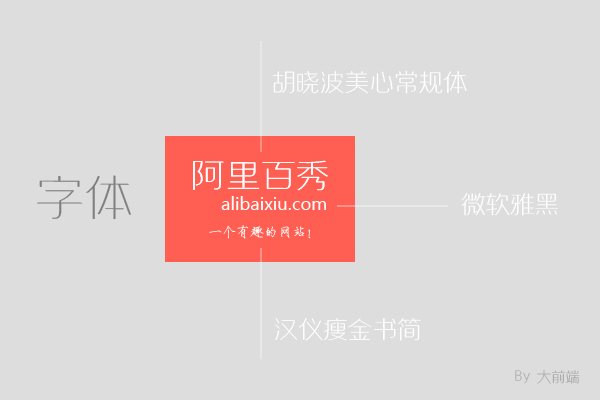 胡晓波美心常规体
字体
阿里百秀
alibaixiu.com
一个有趣的网站!
微软雅黑
汉仪瘦金书简
By 大前端